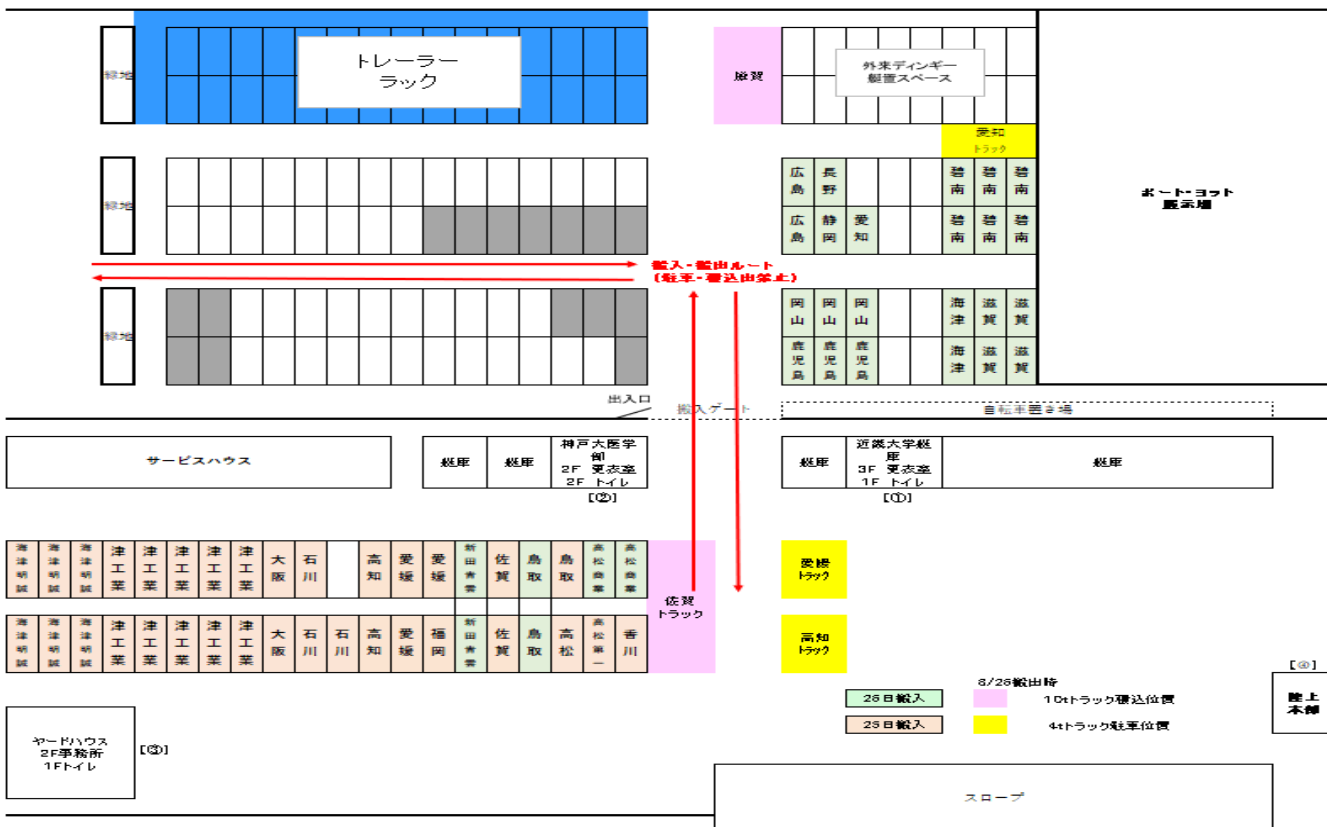 緑地
トレーラー
ラック
滋賀
外来ディンギー
艇置スペース
愛知
トラック
緑地
広島
長野
碧南
碧南
碧南
ボート・ヨット
展示場
広島
静岡
愛知
碧南
碧南
碧南
搬入・搬出ルート
(駐車・積込出禁止)
緑地
岡山
岡山
岡山
海津
滋賀
滋賀
鹿児島
鹿児島
鹿児島
海津
滋賀
滋賀
出入口
搬入ゲート
自転車置き場
サービスハウス
艇庫
艇庫
神戸大医学
部
2F 更衣室
2F トイレ
[②]
艇庫
近畿大学艇
庫
3F 更衣室
1F トイレ
[①]
艇庫
海津明誠
海津明誠
海津明誠
津工業
津工業
津工業
津工業
津工業
大阪
石川
高知
愛媛
愛媛
新田青雲
佐賀
鳥取
鳥取
高松商業
高松商業
佐賀
トラック
愛媛
トラック
海津明誠
海津明誠
海津明誠
津工業
津工業
津工業
津工業
津工業
大阪
石川
石川
高知
愛媛
福岡
新田青雲
佐賀
鳥取
高松
高松第一
香川
高知
トラック
[④]
陸上
本部
8/28搬出時
26日搬入
10tトラック積込位置
25日搬入
4tトラック駐車位置
ヤードハウス
2F事務所
1Fトイレ
[③]
スロープ